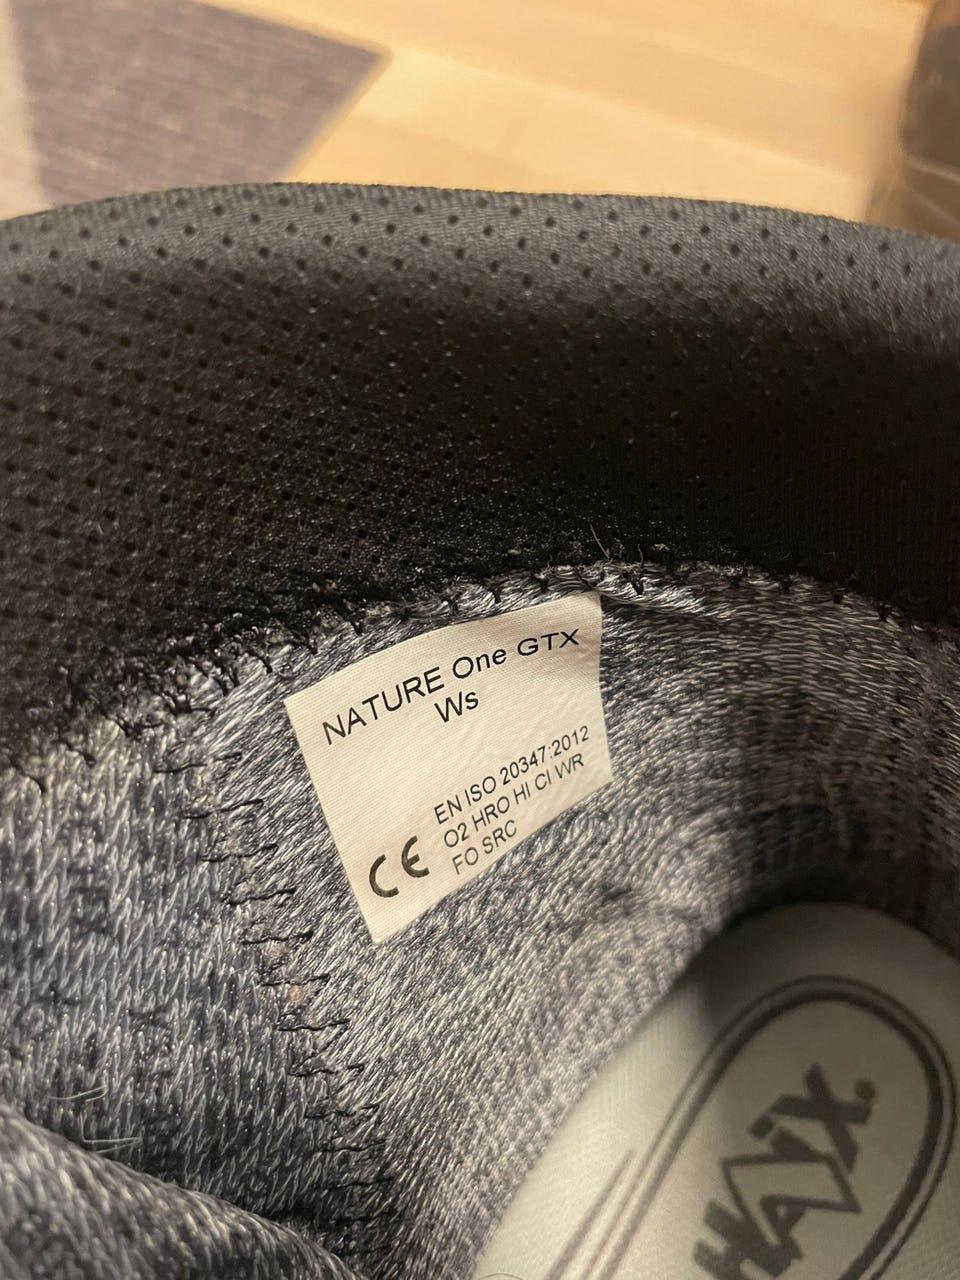 NATURE One GTX
Ws
EN ISO 20347:2012
O2 HRO HI CI WR
CE FO SRC
HAIX.